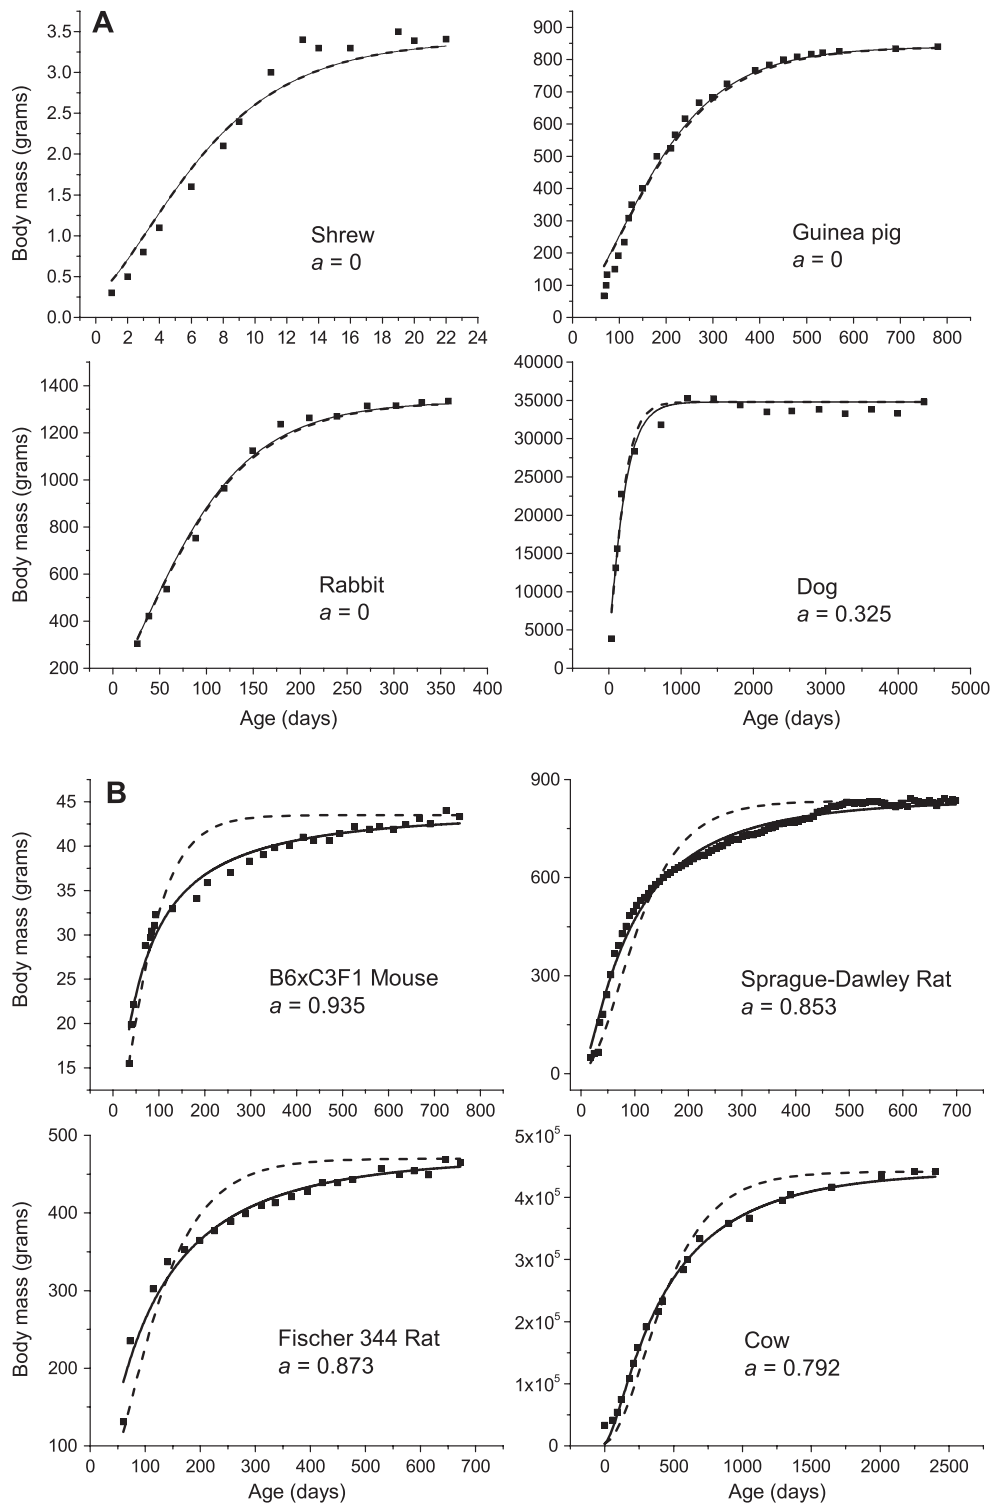 A
Body mass (grams)
3.5
3.0
2.5
2.0
1.5
1.0
0.5
0.0
Shrew
a = 0
0 2 4 6 8 10 12 14 16 18 20 22 24
900
800
700
600
500
400
300
200
100
0
Guinea pig
a = 0
0 100 200 300 400 500 600 700 800
Body mass (grams)
1400
1200
1000
800
600
400
200
Rabbit
a = 0
0 50 100 150 200 250 300 350 400
Age (days)
40000
35000
30000
25000
20000
15000
10000
5000
0
Dog
a = 0.325
0 1000 2000 3000 4000 5000
Age (days)
B
Body mass (grams)
45
40
35
30
25
20
15
B6xC3F1 Mouse
a = 0.935
0 100 200 300 400 500 600 700 800
900
600
300
0
Sprague-Dawley Rat
a = 0.853
0 100 200 300 400 500 600 700
Body mass (grams)
500
400
300
200
100
Fischer 344 Rat
a = 0.873
0 100 200 300 400 500 600 700
Age (days)
5x10⁵
4x10⁵
3x10⁵
2x10⁵
1x10⁵
0
Cow
a = 0.792
0 500 1000 1500 2000 2500
Age (days)